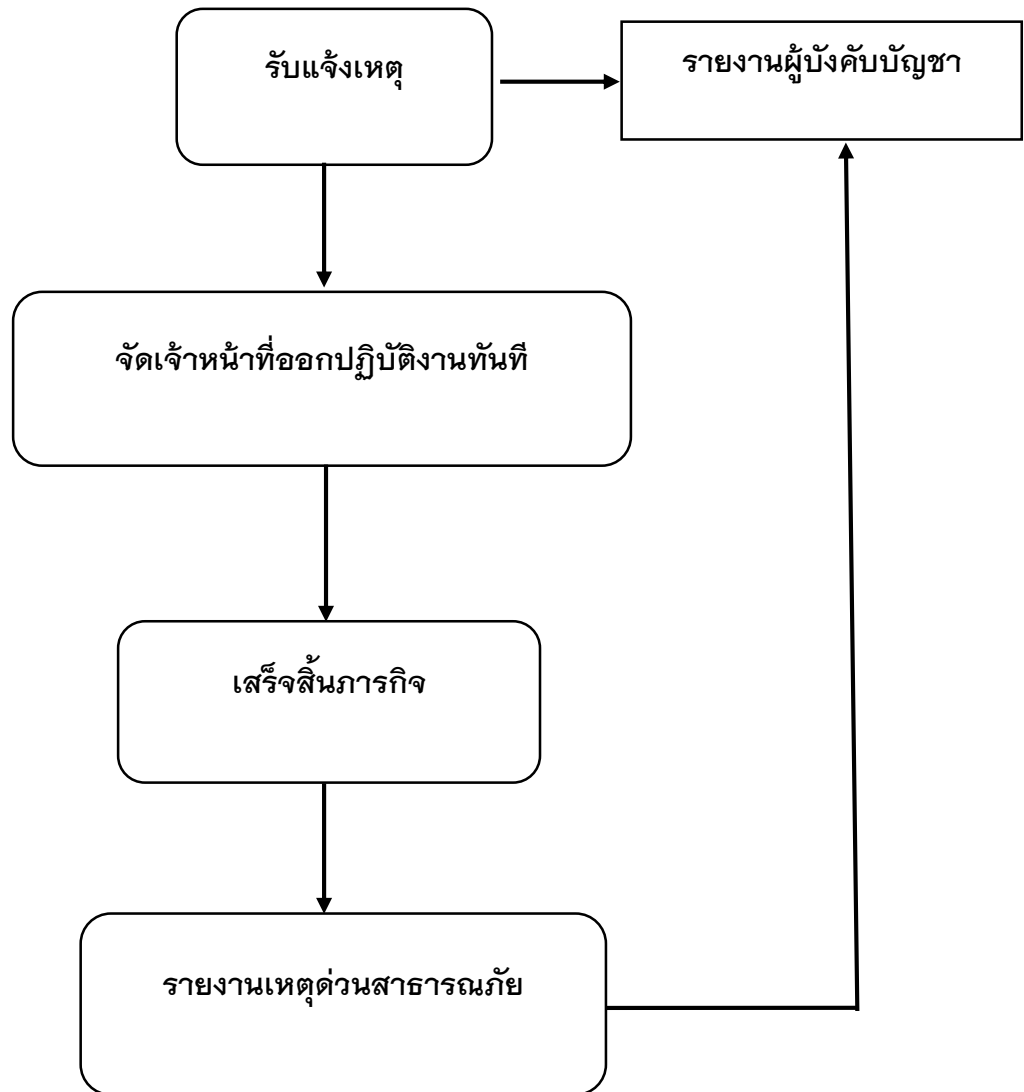 รับแจ้งเหตุ
รายงานผู้บังคับบัญชา
จัดเจ้าหน้าที่ออกปฏิบัติงานทันที
เสร็จสิ้นภารกิจ
รายงานเหตุด่วนสาธารณภัย